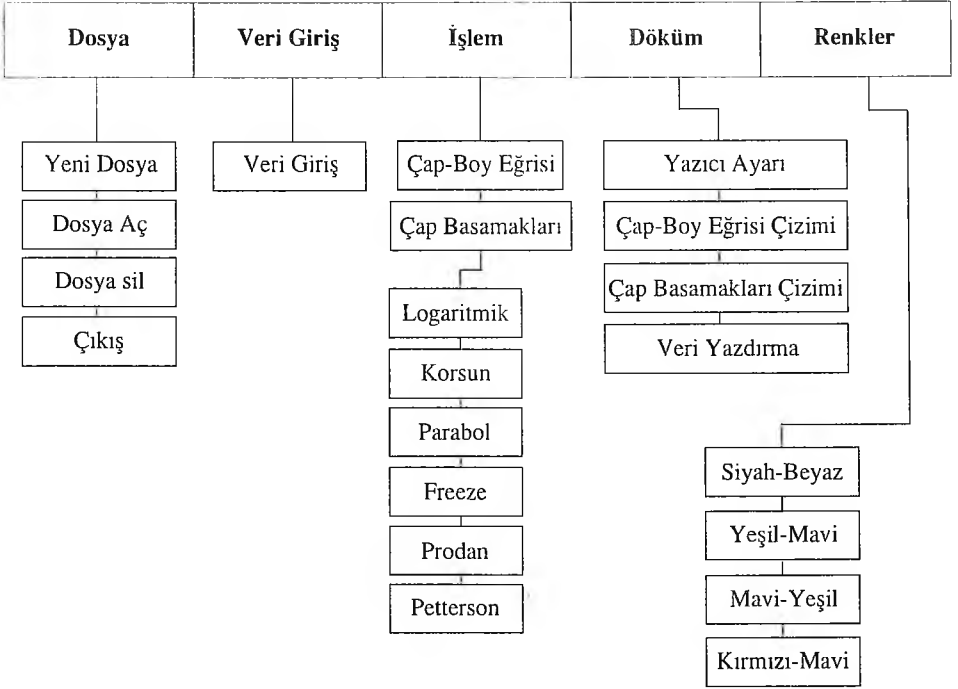 Dosya
Veri Giriş
İşlem
Döküm
Renkler
Yeni Dosya
Dosya Aç
Dosya sil
Çıkış
Veri Giriş
Çap-Boy Eğrisi
Çap Basamakları
Logaritmik
Korsun
Parabol
Freeze
Prodan
Petterson
Yazıcı Ayarı
Çap-Boy Eğrisi Çizimi
Çap Basamakları Çizimi
Veri Yazdırma
Siyah-Beyaz
Yeşil-Mavi
Mavi-Yeşil
Kırmızı-Mavi